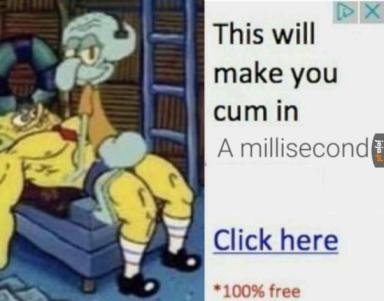 This will
make you
cum in
A millisecond
Click here
*100% free